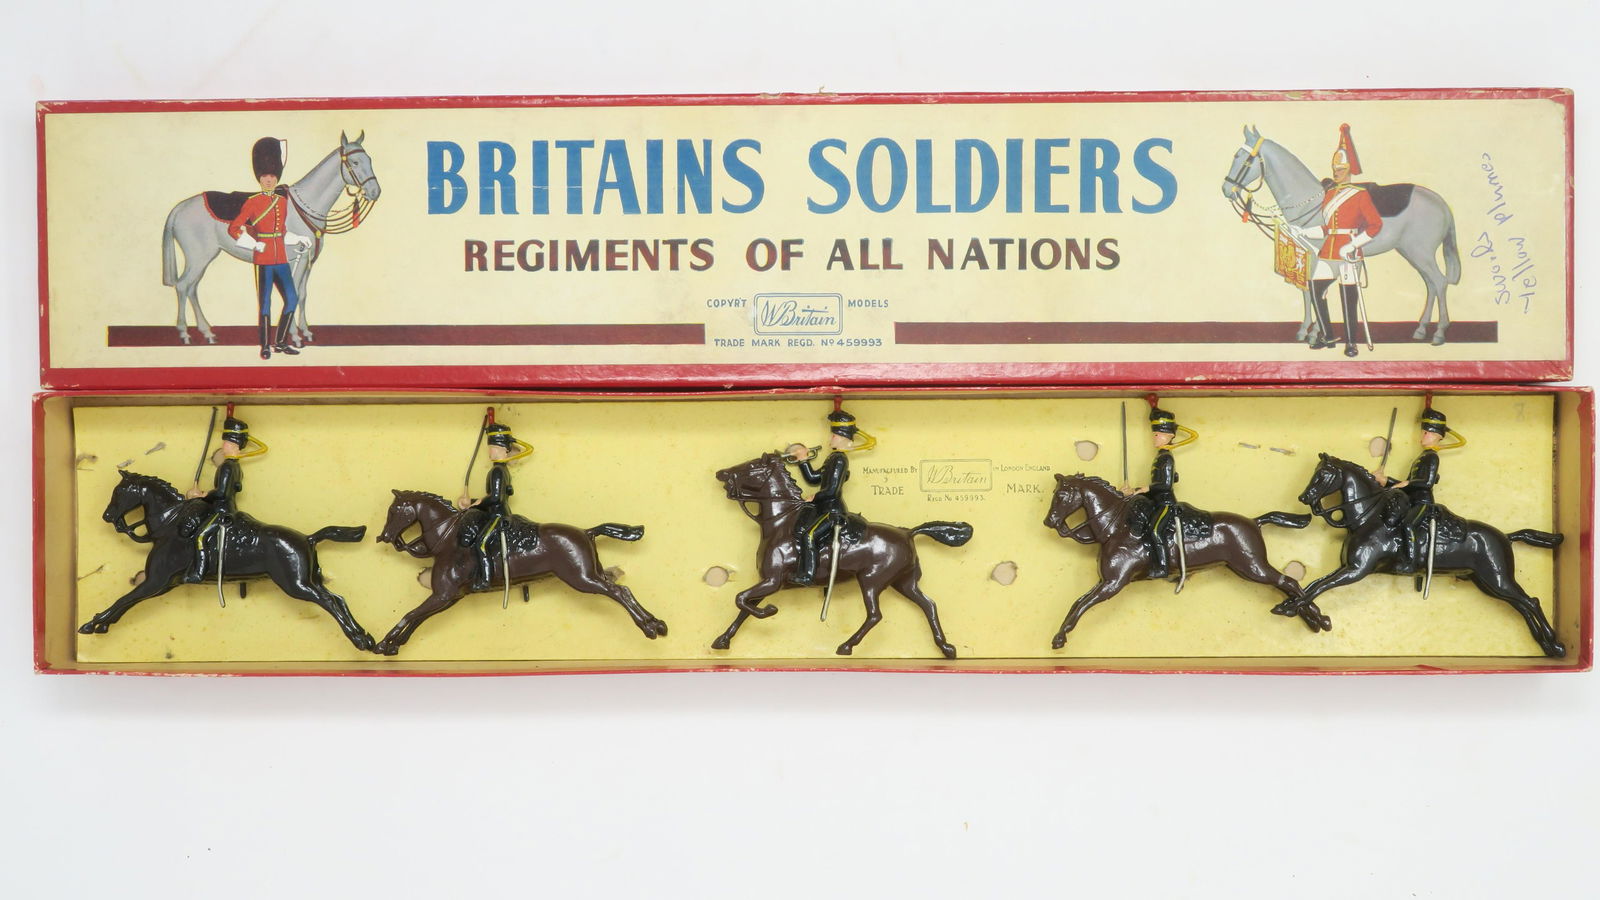 BRITAINS SOLDIERS
REGIMENTS OF ALL NATIONS
COPYR'T W Britain MODELS
TRADE MARK REGD. No 459993
Swords plumes
Yellow
MANUFACTURED BY W Britain IN LONDON ENGLAND
TRADE MARK.
REGD No 459993.